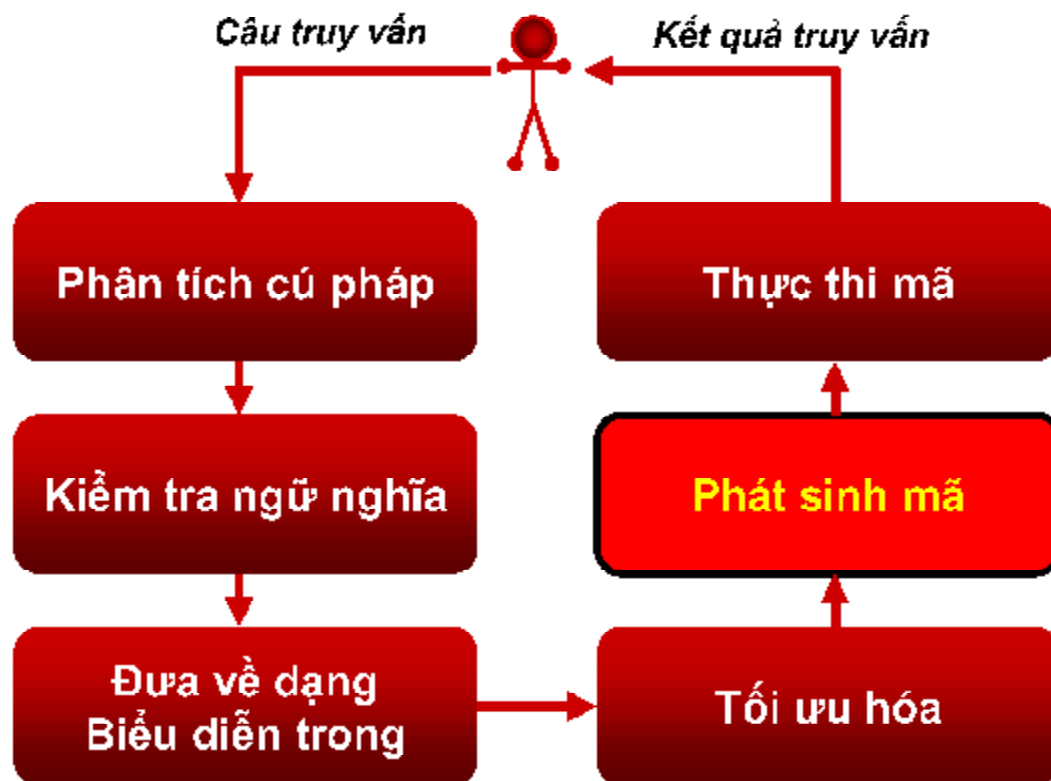 Câu truy vấn
Kết quả truy vấn
Phân tích cú pháp
Kiểm tra ngữ nghĩa
Đưa về dạng
Biểu diễn trong
Tối ưu hóa
Phát sinh mã
Thực thi mã